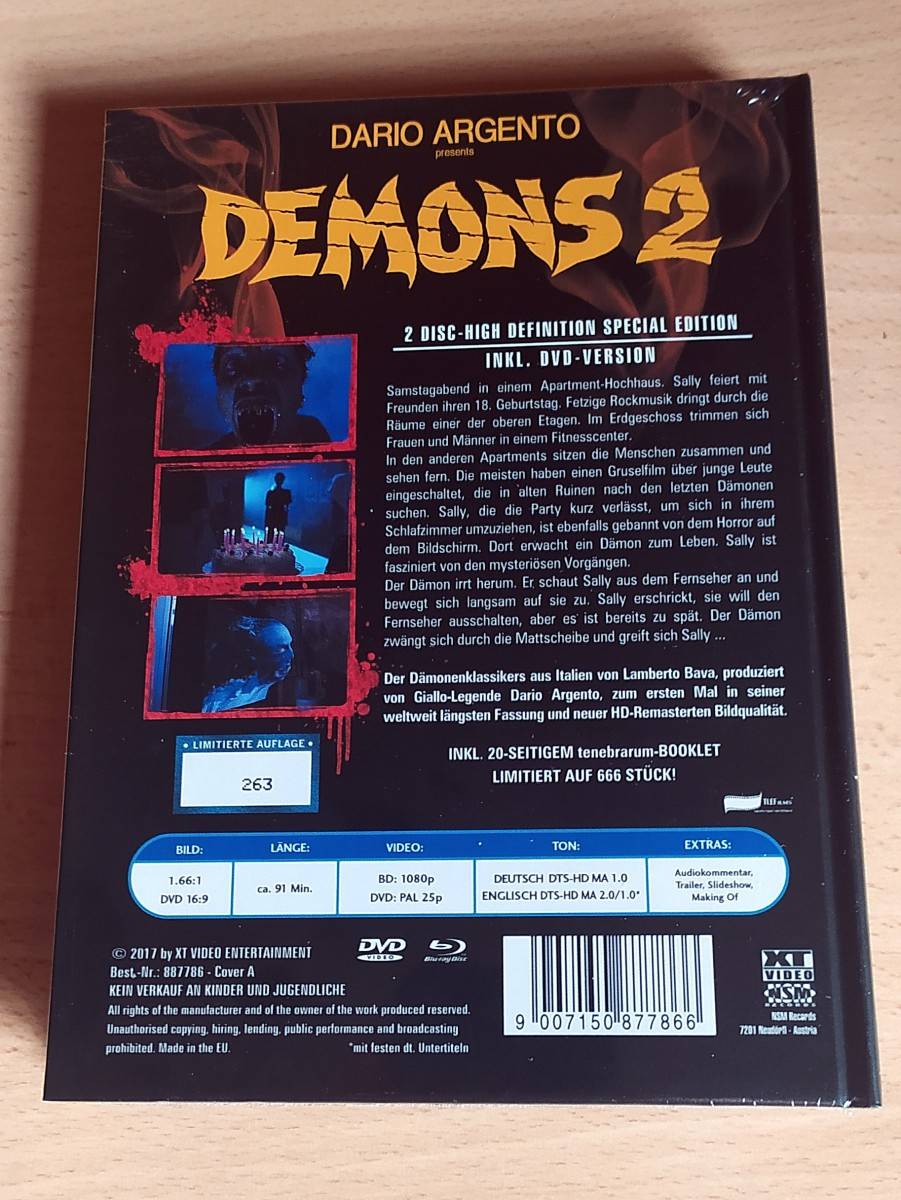 DARIO ARGENTO
presents
DEMONS 2
2 DISC-HIGH DEFINITION SPECIAL EDITION
INKL. DVD-VERSION
Samstagabend in einem Apartment-Hochhaus. Sally feiert mit
Freunden ihren 18. Geburtstag. Fetzige Rockmusik dringt durch die
Räume einer der oberen Etagen. Im Erdgeschoss trimmen sich
Frauen und Männer in einem Fitnesscenter.
In den anderen Apartments sitzen die Menschen zusammen und
sehen fern. Die meisten haben einen Gruselfilm über junge Leute
eingeschaltet, die in alten Ruinen nach den letzten Dämonen
suchen. Sally, die die Party kurz verlässt, um sich in ihrem
Schlafzimmer umzuziehen, ist ebenfalls gebannt von dem Horror auf
dem Bildschirm. Dort erwacht ein Dämon zum Leben. Sally ist
fasziniert von den mysteriösen Vorgängen.
Der Dämon irrt herum. Er schaut Sally aus dem Fernseher an und
bewegt sich langsam auf sie zu. Sally erschrickt, sie will den
Fernseher ausschalten, aber es ist bereits zu spät. Der Dämon
zwängt sich durch die Mattscheibe und greift sich Sally ...
Der Dämonenklassikers aus Italien von Lamberto Bava, produziert
von Giallo-Legende Dario Argento, zum ersten Mal in seiner
weltweit längsten Fassung und neuer HD-Remasterten Bildqualität.
INKL. 20-SEITIGEM tenebrarum-BOOKLET
LIMITIERT AUF 666 STÜCK!
• LIMITIERTE AUFLAGE •
263
BILD: LÄNGE: VIDEO: TON: EXTRAS:
1.66:1
DVD 16:9
ca. 91 Min.
BD: 1080p
DVD: PAL 25p
DEUTSCH DTS-HD MA 1.0
ENGLISCH DTS-HD MA 2.0/1.0*
Audiokommentar,
Trailer, Slideshow,
Making Of
© 2017 by XT VIDEO ENTERTAINMENT
Best.-Nr.: 887786 - Cover A
KEIN VERKAUF AN KINDER UND JUGENDLICHE
All rights of the manufacturer and of the owner of the work produced reserved.
Unauthorised copying, hiring, lending, public performance and broadcasting
prohibited. Made in the EU.
*mit festen dt. Untertiteln
DVD
VIDEO
Blu-ray Disc
9 007150 877866
XT
VIDEO
NSM
RECORDS
NSM Records
7201 Neudörfl - Austria